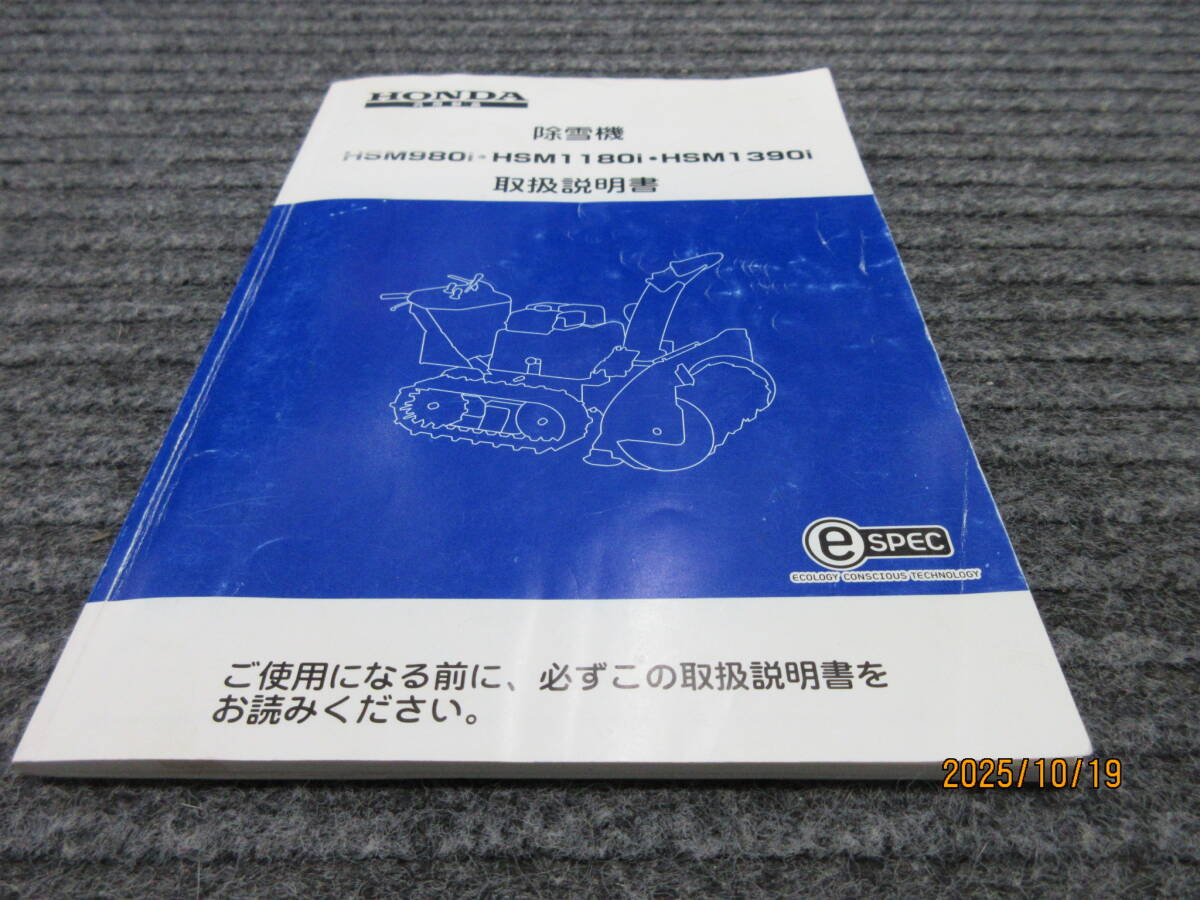 HONDA
除雪機
HSM980i・HSM1180i・HSM1390i
取扱説明書
e SPEC
ECOLOGY CONSCIOUS TECHNOLOGY
ご使用になる前に、必ずこの取扱説明書を
お読みください。
2025/10/19